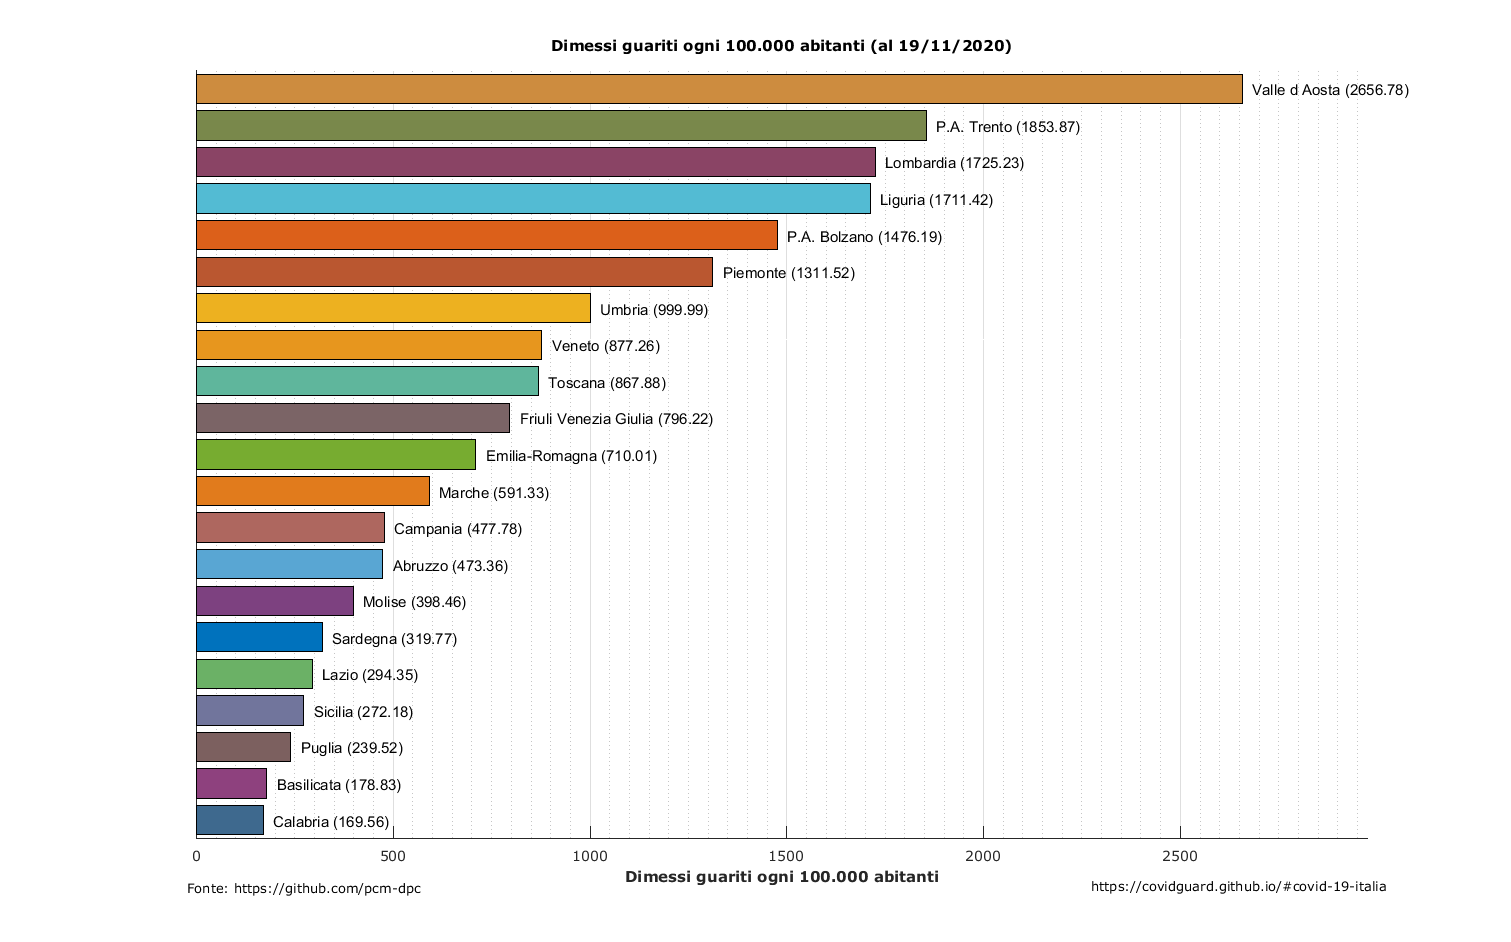 Dimessi guariti ogni 100.000 abitanti (al 19/11/2020)
Valle d Aosta (2656.78)
P.A. Trento (1853.87)
Lombardia (1725.23)
Liguria (1711.42)
P.A. Bolzano (1476.19)
Piemonte (1311.52)
Umbria (999.99)
Veneto (877.26)
Toscana (867.88)
Friuli Venezia Giulia (796.22)
Emilia-Romagna (710.01)
Marche (591.33)
Campania (477.78)
Abruzzo (473.36)
Molise (398.46)
Sardegna (319.77)
Lazio (294.35)
Sicilia (272.18)
Puglia (239.52)
Basilicata (178.83)
Calabria (169.56)
0 500 1000 1500 2000 2500
Dimessi guariti ogni 100.000 abitanti
Fonte: https://github.com/pcm-dpc
https://covidguard.github.io/#covid-19-italia